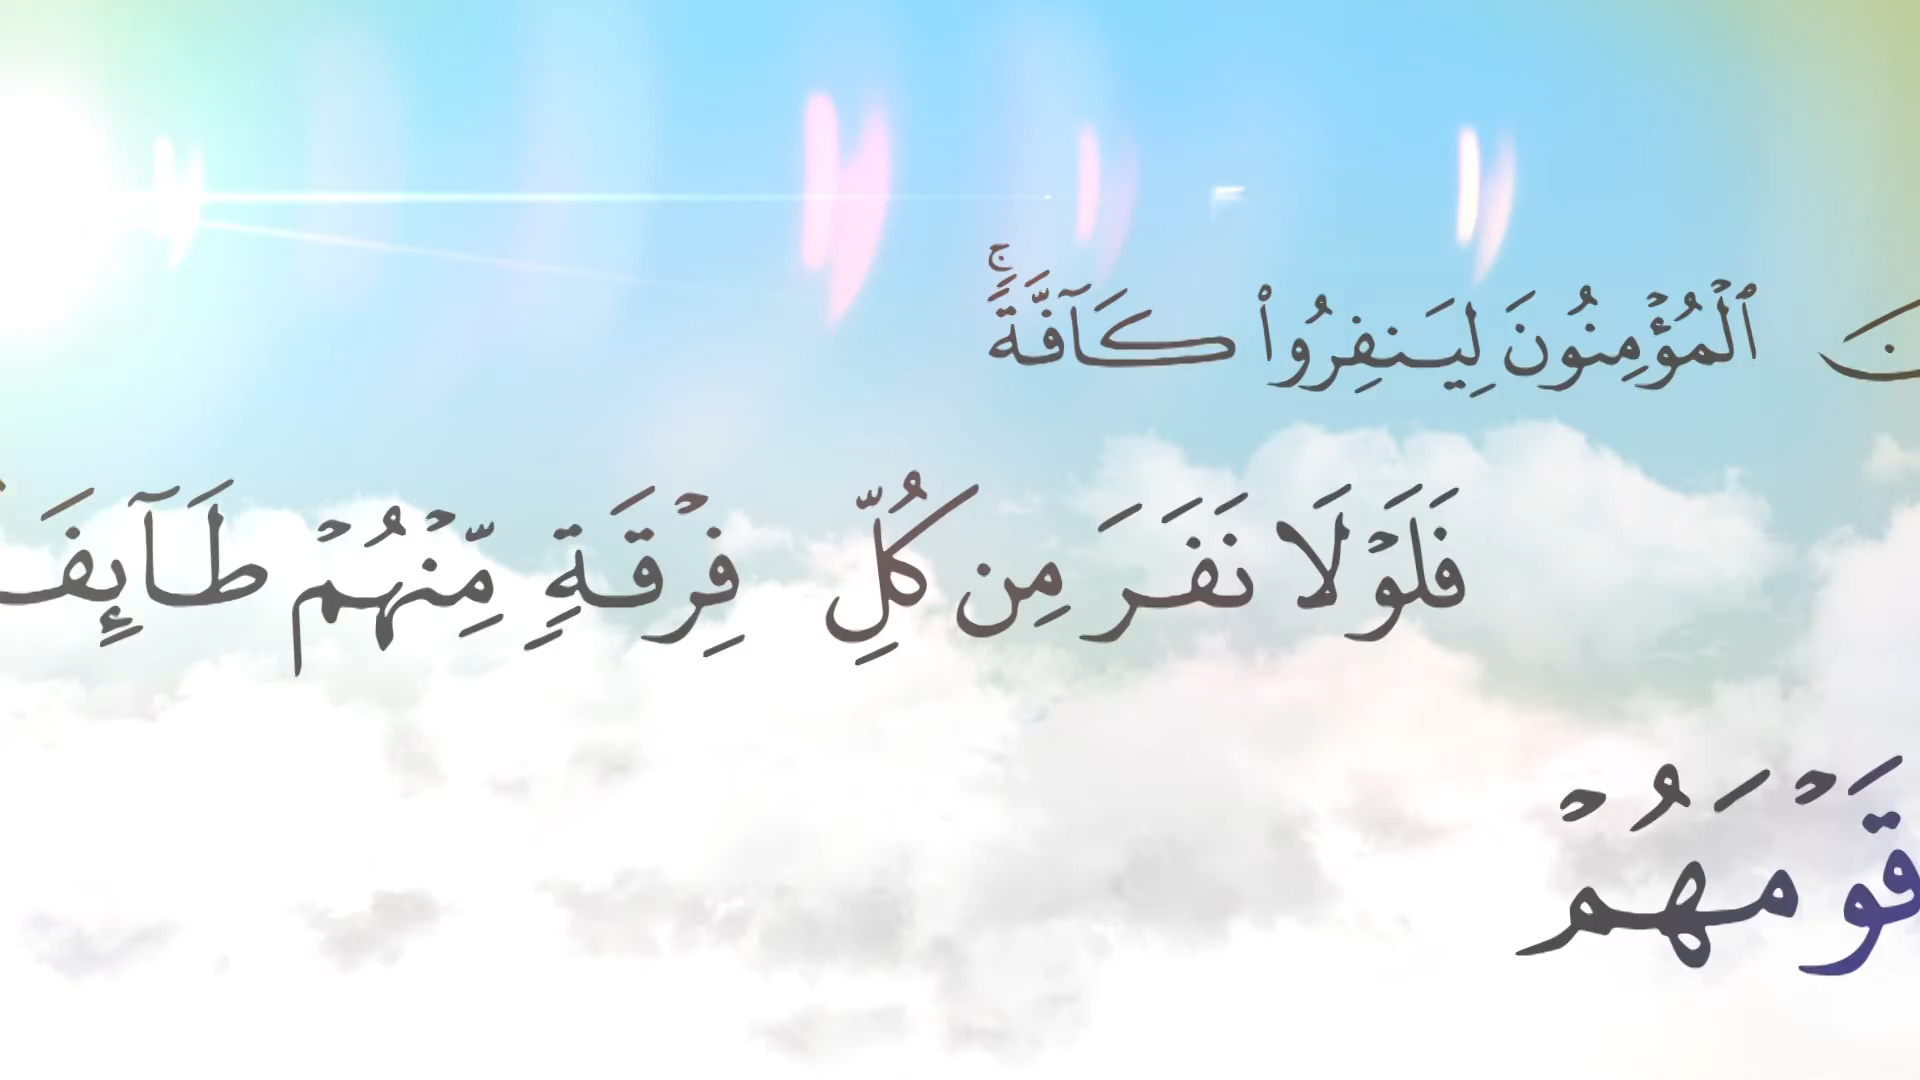 ٱلْمُؤْمِنُونَ لِيَنفِرُوا۟ كَآفَّةً ۚ
فَلَوْلَا نَفَرَ مِن كُلِّ فِرْقَةٍ مِّنْهُمْ
قَوْمَهُمْ